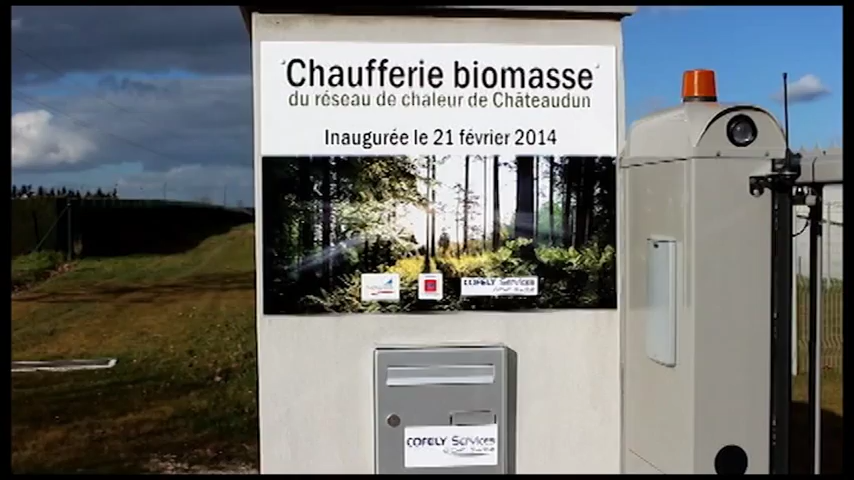 Chaufferie biomasse
du réseau de chaleur de Châteaudun
Inaugurée le 21 février 2014
COFELY Services
COFELY Services